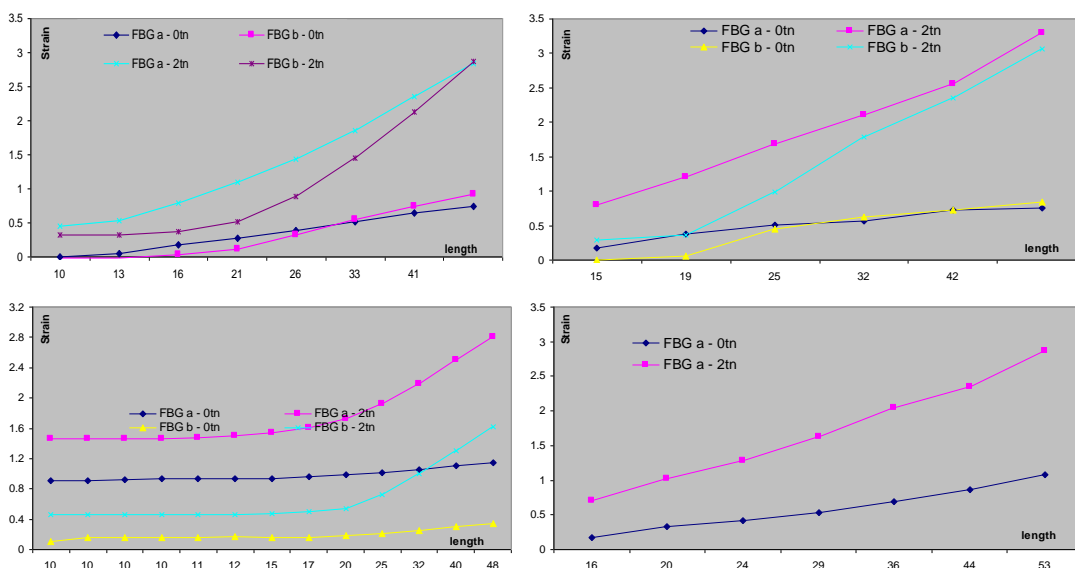 3.5
3
2.5
2
1.5
1
0.5
0
Strain
FBG a - 0tn FBG b - 0tn
FBG a - 2tn FBG b - 2tn
length
10 13 16 21 26 33 41
3.5
3
2.5
2
1.5
1
0.5
0
Strain
FBG a - 0tn FBG a - 2tn
FBG b - 0tn FBG b - 2tn
length
15 19 25 32 42
3.2
2.8
2.4
2
1.6
1.2
0.8
0.4
0
Strain
FBG a - 0tn FBG a - 2tn
FBG b - 0tn FBG b - 2tn
length
10 10 10 10 11 12 15 17 20 25 32 40 48
3.5
3
2.5
2
1.5
1
0.5
0
Strain
FBG a - 0tn
FBG a - 2tn
length
16 20 24 29 36 44 53